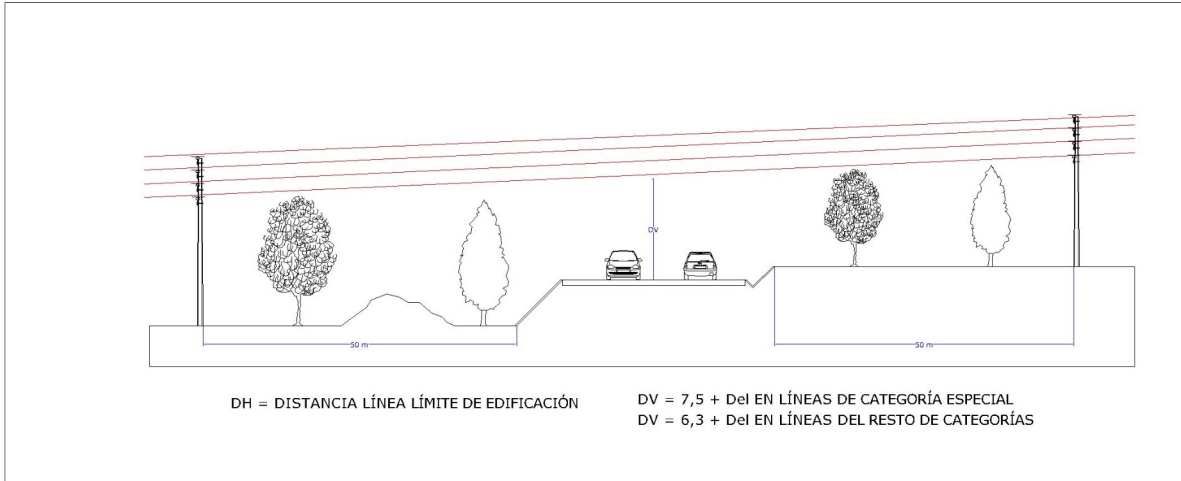 DV
50 m
50 m
DH = DISTANCIA LÍNEA LÍMITE DE EDIFICACIÓN
DV = 7,5 + Del EN LÍNEAS DE CATEGORÍA ESPECIAL
DV = 6,3 + Del EN LÍNEAS DEL RESTO DE CATEGORÍAS